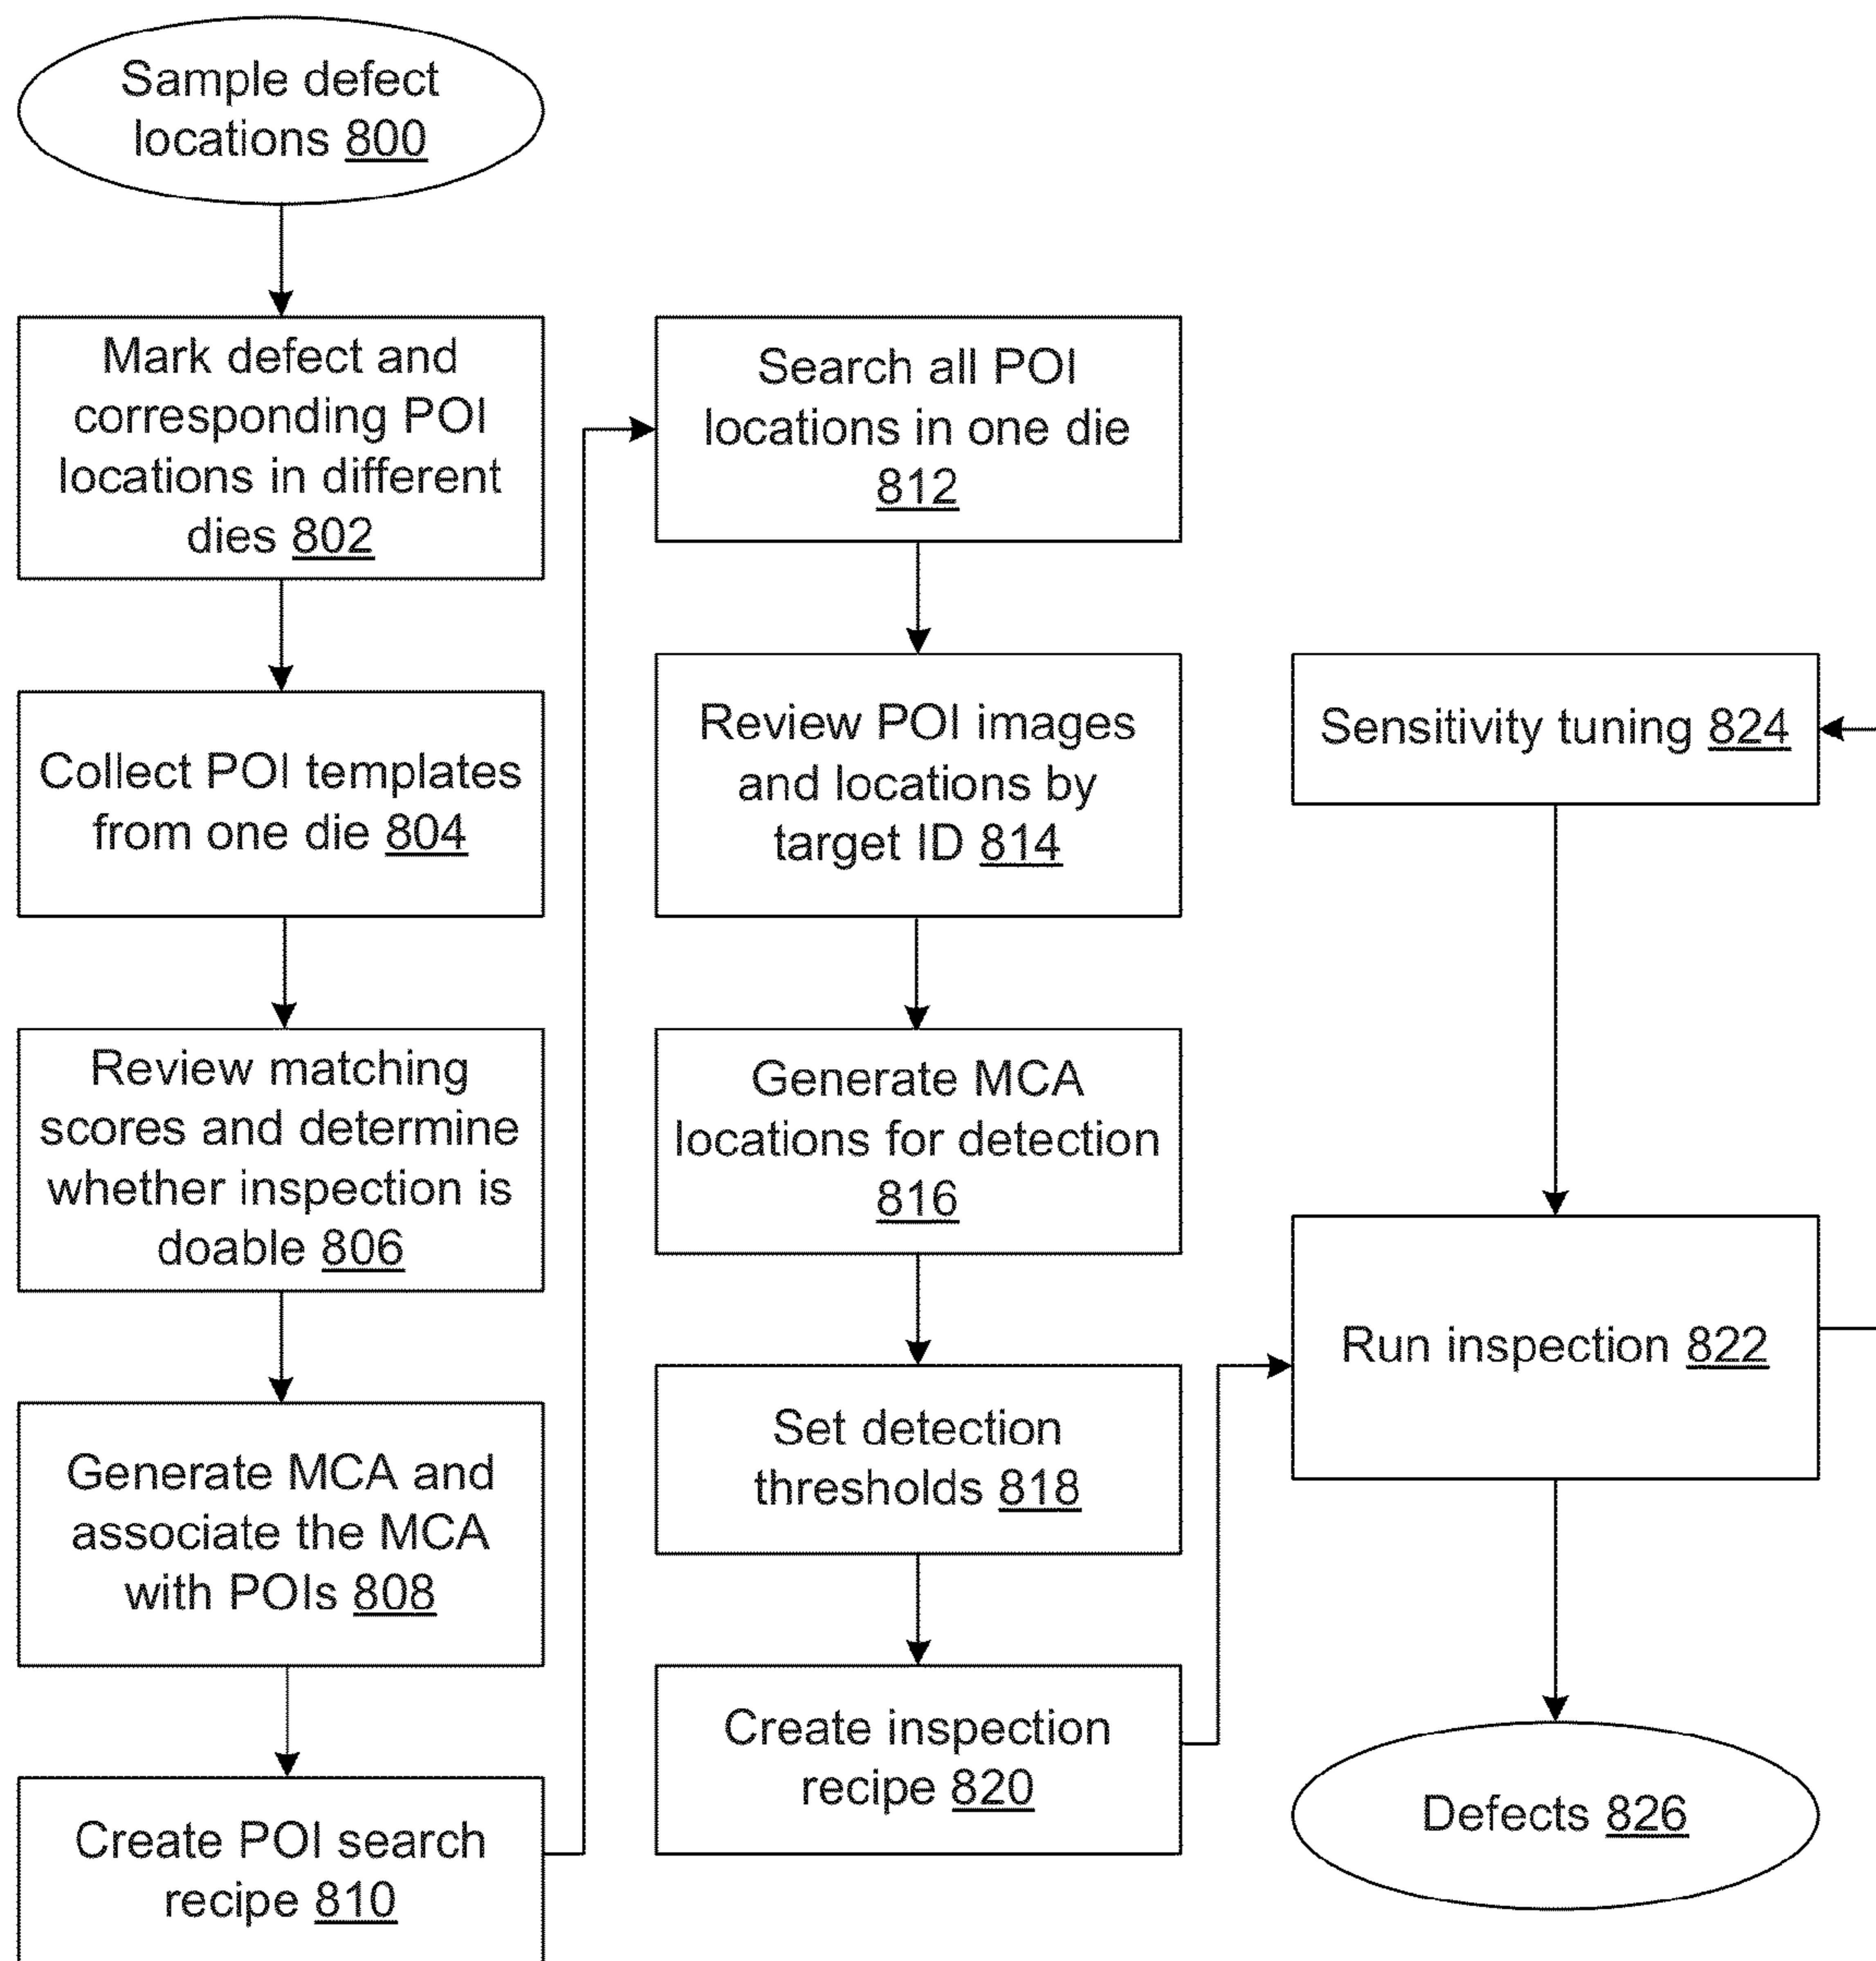 Sample defect
locations 800
Mark defect and
corresponding POI
locations in different
dies 802
Collect POI templates
from one die 804
Review matching
scores and determine
whether inspection is
doable 806
Generate MCA and
associate the MCA
with POIs 808
Create POI search
recipe 810
Search all POI
locations in one die
812
Review POI images
and locations by
target ID 814
Generate MCA
locations for detection
816
Set detection
thresholds 818
Create inspection
recipe 820
Sensitivity tuning 824
Run inspection 822
Defects 826